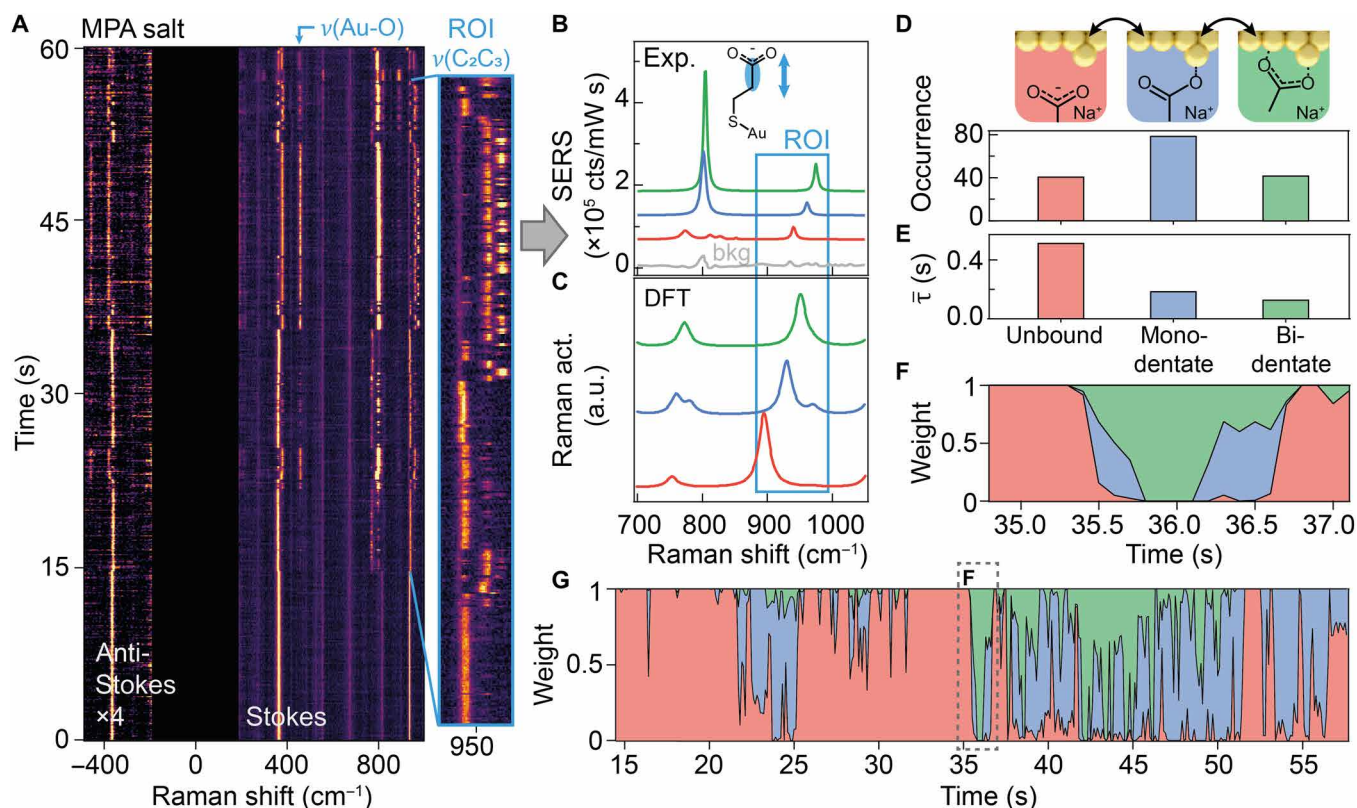 A
MPA salt
ν(Au-O)
ROI
ν(C₂C₃)
60
45
30
15
0
Time (s)
Anti-
Stokes
×4
Stokes
−400
0
400
800
Raman shift (cm⁻¹)
950
B
Exp.
O
O
−
S
Au
ROI
bkg
4
2
0
SERS
(×10⁵ cts/mW s)
C
DFT
Raman act.
(a.u.)
700
800
900
1000
Raman shift (cm⁻¹)
D
O
O
−
Na⁺
O
O
Na⁺
O
O
Na⁺
80
40
0
Occurrence
E
0.4
0.0
τ̄ (s)
Unbound
Mono-
dentate
Bi-
dentate
F
1
0.5
0
Weight
35.0
35.5
36.0
36.5
37.0
Time (s)
G
F
1
0.5
0
Weight
15
20
25
30
35
40
45
50
55
Time (s)